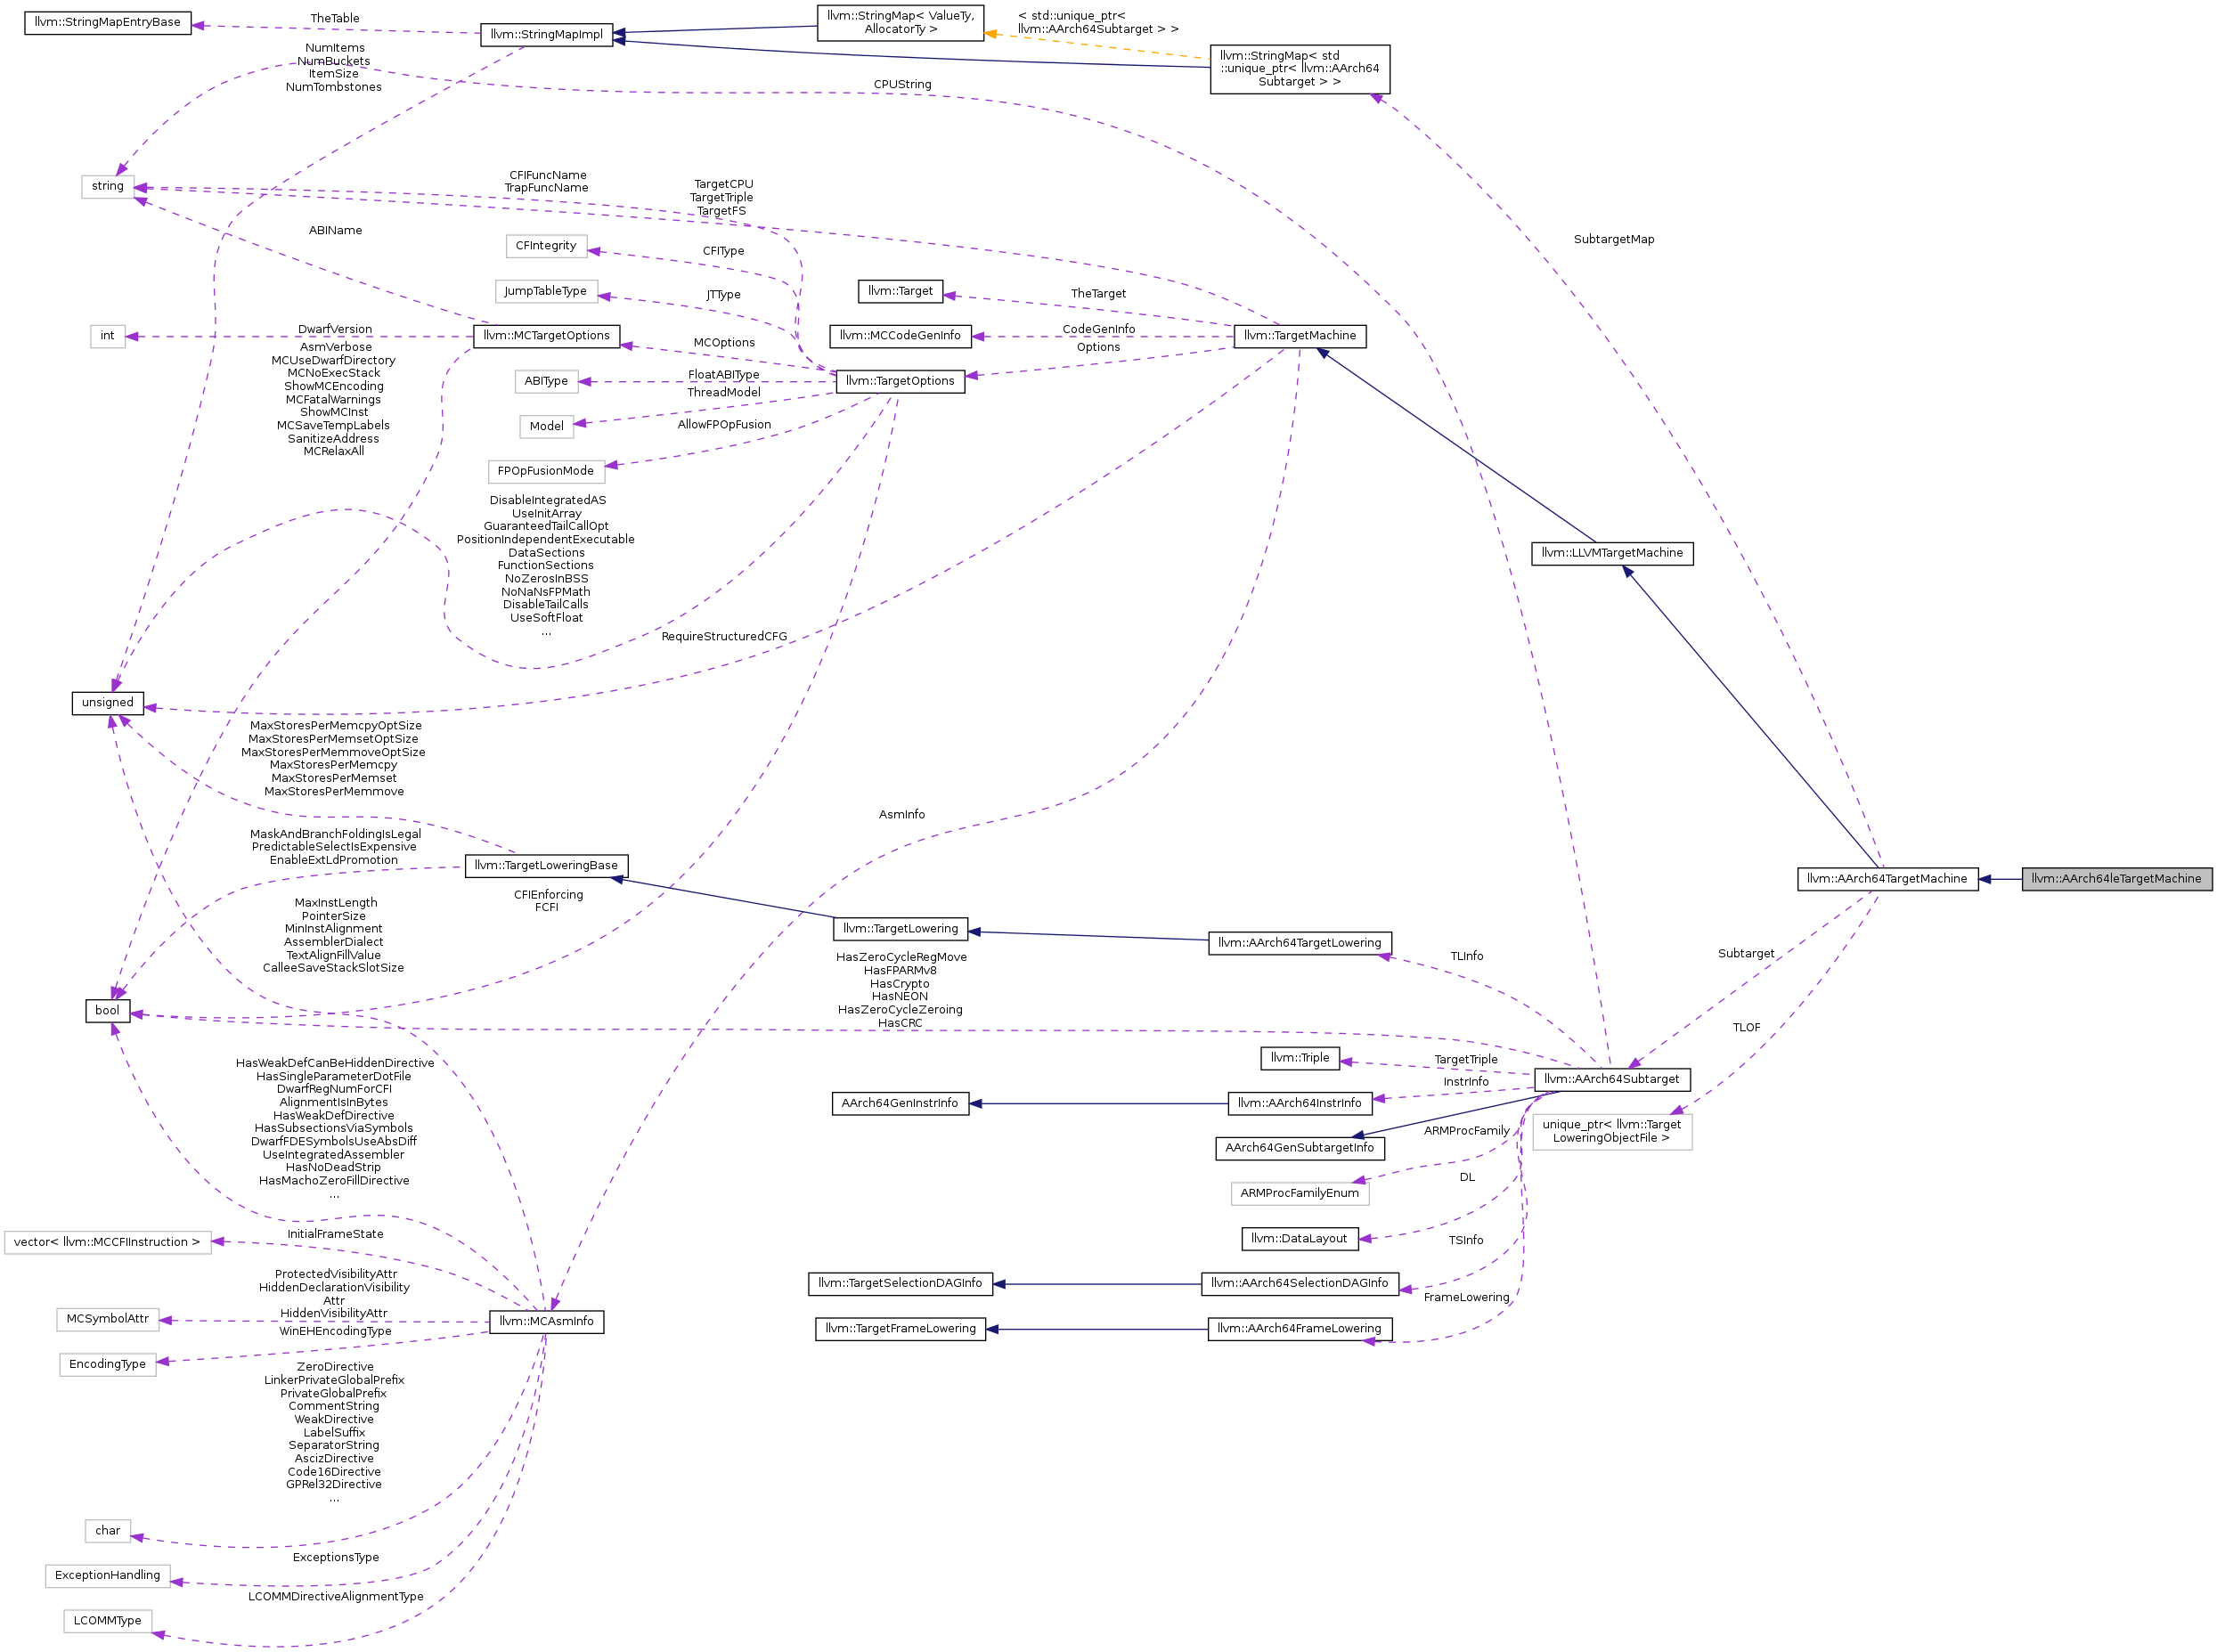 llvm::StringMapEntryBase
TheTable
llvm::StringMapImpl
llvm::StringMap< ValueTy,
AllocatorTy >
< std::unique_ptr<
llvm::AArch64Subtarget > >
llvm::StringMap< std
::unique_ptr< llvm::AArch64
Subtarget > >
NumItems
NumBuckets
ItemSize
NumTombstones
CPUString
string
CFIFuncName
TrapFuncName
TargetCPU
TargetTriple
TargetFS
ABIName
CFIntegrity
CFIType
SubtargetMap
JumpTableType
JTType
llvm::Target
TheTarget
int
DwarfVersion
llvm::MCTargetOptions
MCOptions
llvm::MCCodeGenInfo
CodeGenInfo
Options
llvm::TargetMachine
AsmVerbose
MCUseDwarfDirectory
MCNoExecStack
ShowMCEncoding
MCFatalWarnings
ShowMCInst
MCSaveTempLabels
SanitizeAddress
MCRelaxAll
ABIType
FloatABIType
ThreadModel
llvm::TargetOptions
Model
AllowFPOpFusion
FPOpFusionMode
DisableIntegratedAS
UseInitArray
GuaranteedTailCallOpt
PositionIndependentExecutable
DataSections
FunctionSections
NoZerosInBSS
NoNaNsFPMath
DisableTailCalls
UseSoftFloat
...
llvm::LLVMTargetMachine
RequireStructuredCFG
unsigned
MaxStoresPerMemcpyOptSize
MaxStoresPerMemsetOptSize
MaxStoresPerMemmoveOptSize
MaxStoresPerMemcpy
MaxStoresPerMemset
MaxStoresPerMemmove
AsmInfo
MaskAndBranchFoldingIsLegal
PredictableSelectIsExpensive
EnableExtLdPromotion
llvm::TargetLoweringBase
llvm::AArch64TargetMachine
llvm::AArch64leTargetMachine
CFIEnforcing
FCFI
MaxInstLength
PointerSize
MinInstAlignment
AssemblerDialect
TextAlignFillValue
CalleeSaveStackSlotSize
llvm::TargetLowering
llvm::AArch64TargetLowering
TLInfo
Subtarget
HasZeroCycleRegMove
HasFPARMv8
HasCrypto
HasNEON
HasZeroCycleZeroing
HasCRC
bool
TLOF
llvm::Triple
TargetTriple
InstrInfo
llvm::AArch64Subtarget
HasWeakDefCanBeHiddenDirective
HasSingleParameterDotFile
DwarfRegNumForCFI
AlignmentIsInBytes
HasWeakDefDirective
HasSubsectionsViaSymbols
DwarfFDESymbolsUseAbsDiff
UseIntegratedAssembler
HasNoDeadStrip
HasMachoZeroFillDirective
...
AArch64GenInstrInfo
llvm::AArch64InstrInfo
unique_ptr< llvm::Target
LoweringObjectFile >
ARMProcFamily
AArch64GenSubtargetInfo
DL
ARMProcFamilyEnum
vector< llvm::MCCFIInstruction >
InitialFrameState
llvm::DataLayout
TSInfo
ProtectedVisibilityAttr
HiddenDeclarationVisibility
Attr
HiddenVisibilityAttr
llvm::TargetSelectionDAGInfo
llvm::AArch64SelectionDAGInfo
FrameLowering
MCSymbolAttr
llvm::MCAsmInfo
llvm::TargetFrameLowering
llvm::AArch64FrameLowering
WinEHEncodingType
EncodingType
ZeroDirective
LinkerPrivateGlobalPrefix
PrivateGlobalPrefix
CommentString
WeakDirective
LabelSuffix
SeparatorString
AscizDirective
Code16Directive
GPRel32Directive
...
char
ExceptionsType
ExceptionHandling
LCOMMDirectiveAlignmentType
LCOMMType